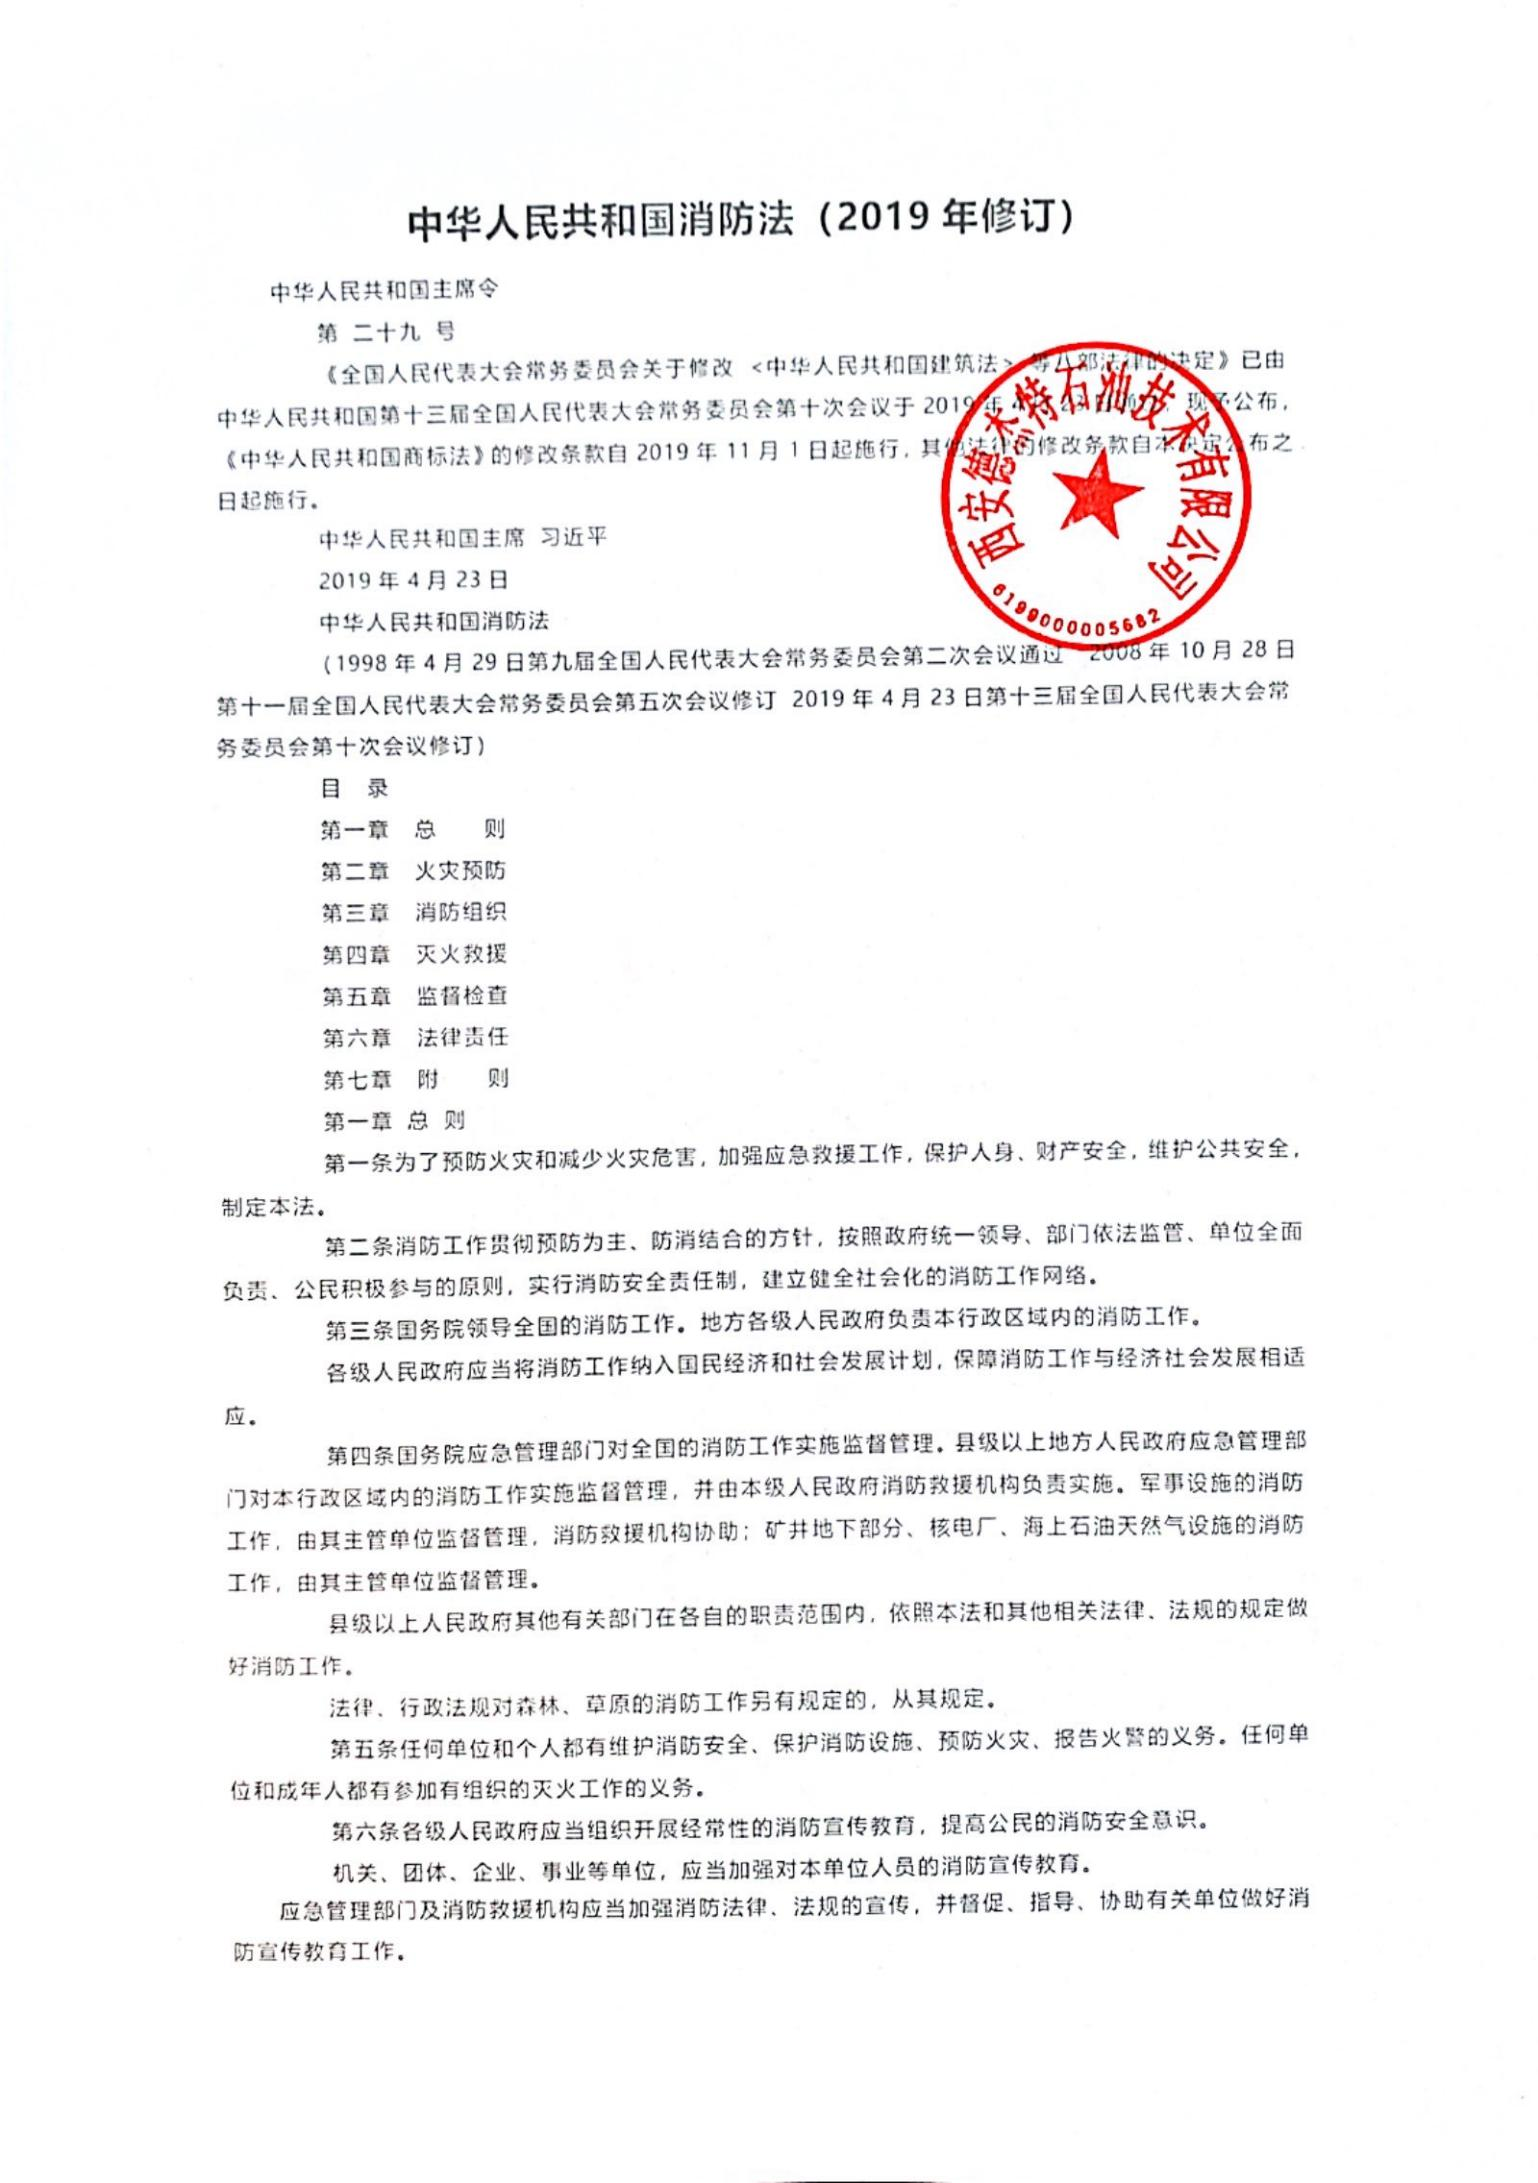 中华人民共和国消防法（2019 年修订）
中华人民共和国主席令
第 二十九 号
《全国人民代表大会常务委员会关于修改 <中华人民共和国建筑法> 等八部法律的决定》已由
中华人民共和国第十三届全国人民代表大会常务委员会第十次会议于 2019 年 4 月 23 日通过，现予公布，
《中华人民共和国商标法》的修改条款自 2019 年 11 月 1 日起施行，其他法律的修改条款自本决定公布之
日起施行。
中华人民共和国主席 习近平
2019 年 4 月 23 日
中华人民共和国消防法
（1998 年 4 月 29 日第九届全国人民代表大会常务委员会第二次会议通过 2008 年 10 月 28 日
第十一届全国人民代表大会常务委员会第五次会议修订 2019 年 4 月 23 日第十三届全国人民代表大会常
务委员会第十次会议修订）
目 录
第一章 总 则
第二章 火灾预防
第三章 消防组织
第四章 灭火救援
第五章 监督检查
第六章 法律责任
第七章 附 则
第一章 总 则
第一条为了预防火灾和减少火灾危害，加强应急救援工作，保护人身、财产安全，维护公共安全，
制定本法。
第二条消防工作贯彻预防为主、防消结合的方针，按照政府统一领导、部门依法监管、单位全面
负责、公民积极参与的原则，实行消防安全责任制，建立健全社会化的消防工作网络。
第三条国务院领导全国的消防工作。地方各级人民政府负责本行政区域内的消防工作。
各级人民政府应当将消防工作纳入国民经济和社会发展计划，保障消防工作与经济社会发展相适
应。
第四条国务院应急管理部门对全国的消防工作实施监督管理。县级以上地方人民政府应急管理部
门对本行政区域内的消防工作实施监督管理，并由本级人民政府消防救援机构负责实施。军事设施的消防
工作，由其主管单位监督管理，消防救援机构协助；矿井地下部分、核电厂、海上石油天然气设施的消防
工作，由其主管单位监督管理。
县级以上人民政府其他有关部门在各自的职责范围内，依照本法和其他相关法律、法规的规定做
好消防工作。
法律、行政法规对森林、草原的消防工作另有规定的，从其规定。
第五条任何单位和个人都有维护消防安全、保护消防设施、预防火灾、报告火警的义务。任何单
位和成年人都有参加有组织的灭火工作的义务。
第六条各级人民政府应当组织开展经常性的消防宣传教育，提高公民的消防安全意识。
机关、团体、企业、事业等单位，应当加强对本单位人员的消防宣传教育。
应急管理部门及消防救援机构应当加强消防法律、法规的宣传，并督促、指导、协助有关单位做好消
防宣传教育工作。
西安德杰特石油技术有限公司
6199000005682